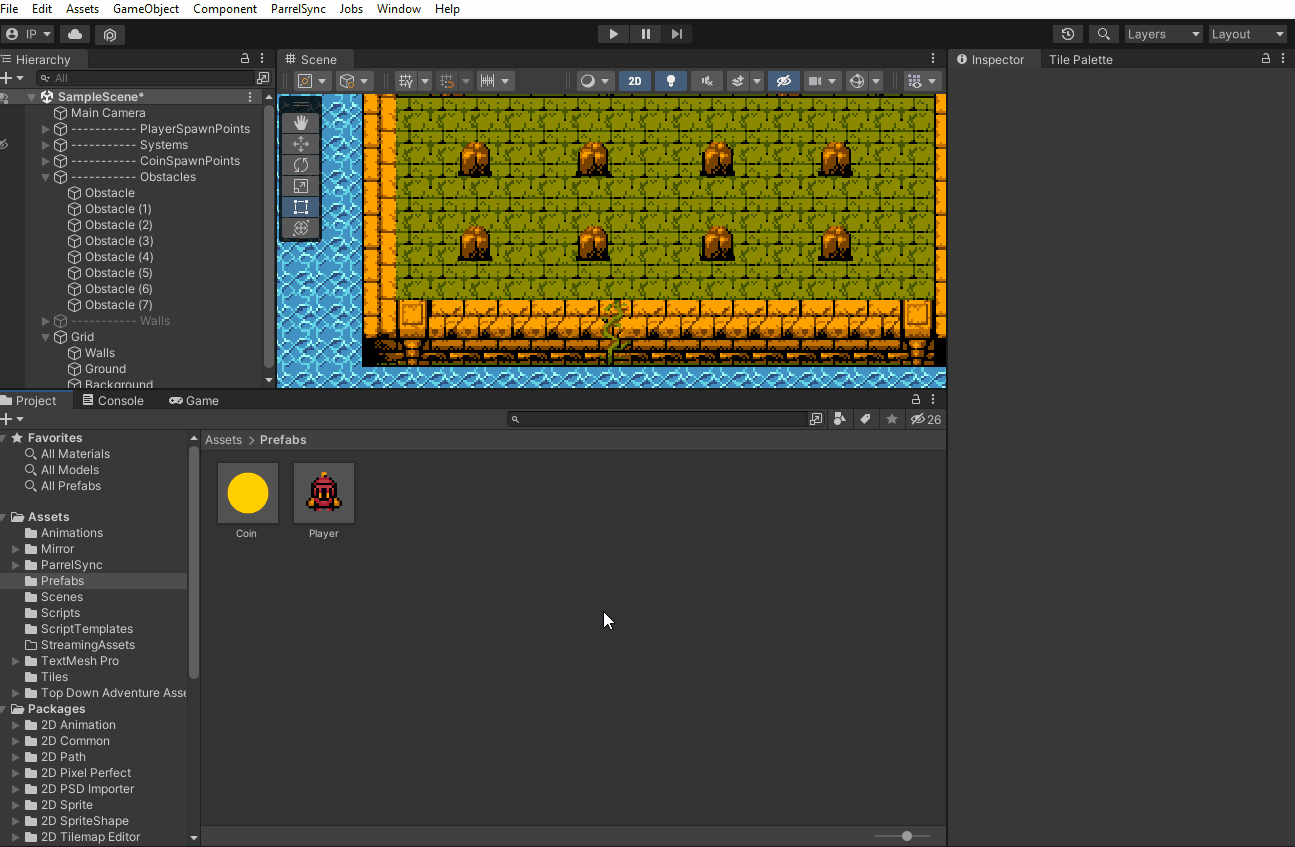 File Edit Assets GameObject Component ParrelSync Jobs Window Help
IP Layers Layout
Hierarchy
All
SampleScene*
Main Camera
----------- PlayerSpawnPoints
----------- Systems
----------- CoinSpawnPoints
----------- Obstacles
Obstacle
Obstacle (1)
Obstacle (2)
Obstacle (3)
Obstacle (4)
Obstacle (5)
Obstacle (6)
Obstacle (7)
----------- Walls
Grid
Walls
Ground
Background
Scene
2D
Inspector Tile Palette
Project Console Game
26
Favorites
All Materials
All Models
All Prefabs
Assets
Animations
Mirror
ParrelSync
Prefabs
Scenes
Scripts
ScriptTemplates
StreamingAssets
TextMesh Pro
Tiles
Top Down Adventure Asse
Packages
2D Animation
2D Common
2D Path
2D Pixel Perfect
2D PSD Importer
2D Sprite
2D SpriteShape
2D Tilemap Editor
Assets > Prefabs
Coin Player